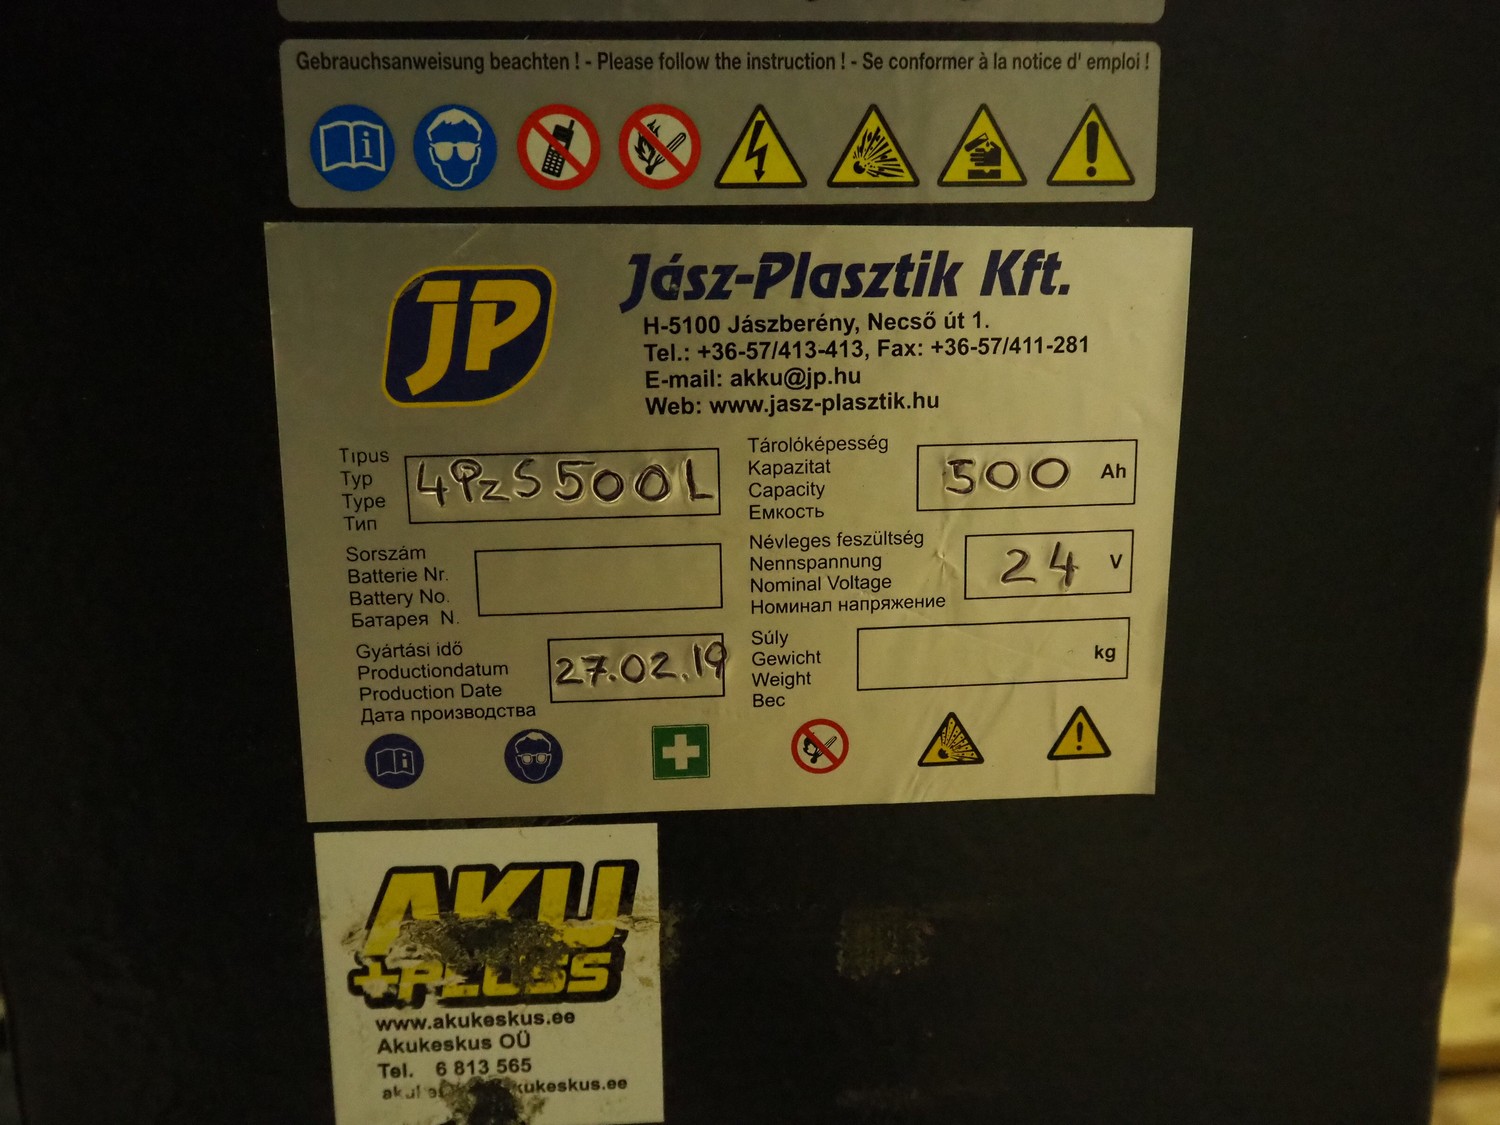 Gebrauchsanweisung beachten ! - Please follow the instruction ! - Se conformer à la notice d' emploi !
JP
Jász-Plasztik Kft.
H-5100 Jászberény, Necső út 1.
Tel.: +36-57/413-413, Fax: +36-57/411-281
E-mail: akku@jp.hu
Web: www.jasz-plasztik.hu
Tipus
Typ
Type
Тип
4PzS500L
Tárolóképesség
Kapazitat
Capacity
Емкость
500 Ah
Sorszám
Batterie Nr.
Battery No.
Батарея N.
Névleges feszültség
Nennspannung
Nominal Voltage
Номинал напряжение
24 V
Gyártási idő
Productiondatum
Production Date
Дата производства
27.02.19
Súly
Gewicht
Weight
Вес
kg
AKU
+PLUSS
www.akukeskus.ee
Akukeskus OÜ
Tel. 6 813 565